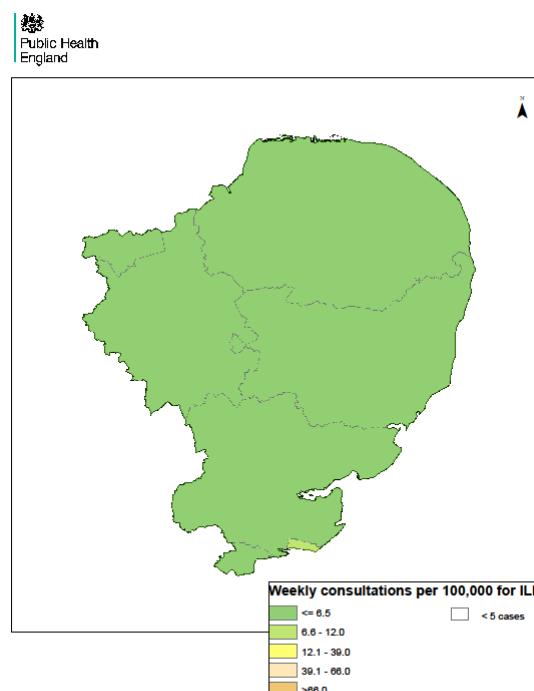 Public Health
England
N
Weekly consultations per 100,000 for ILI
<= 6.5
< 5 cases
6.6 - 12.0
12.1 - 39.0
39.1 - 66.0
>66.0